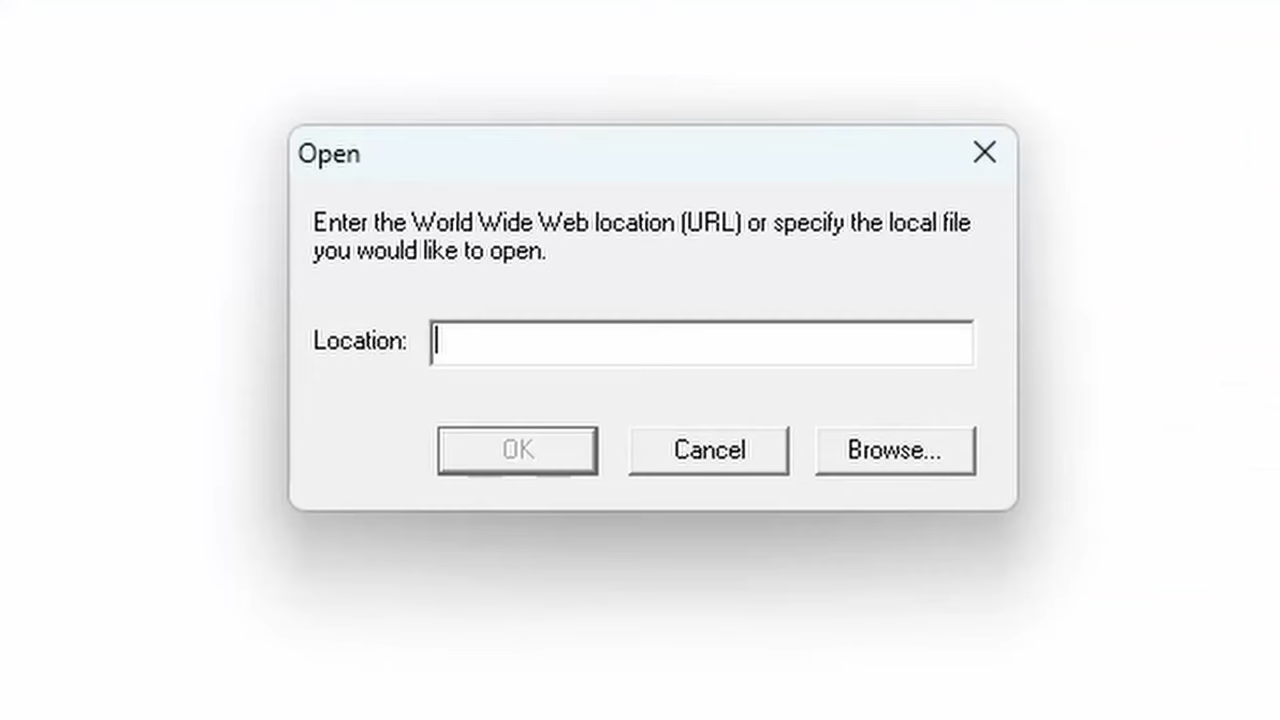 Open
Enter the World Wide Web location (URL) or specify the local file
you would like to open.
Location:
OK Cancel Browse...